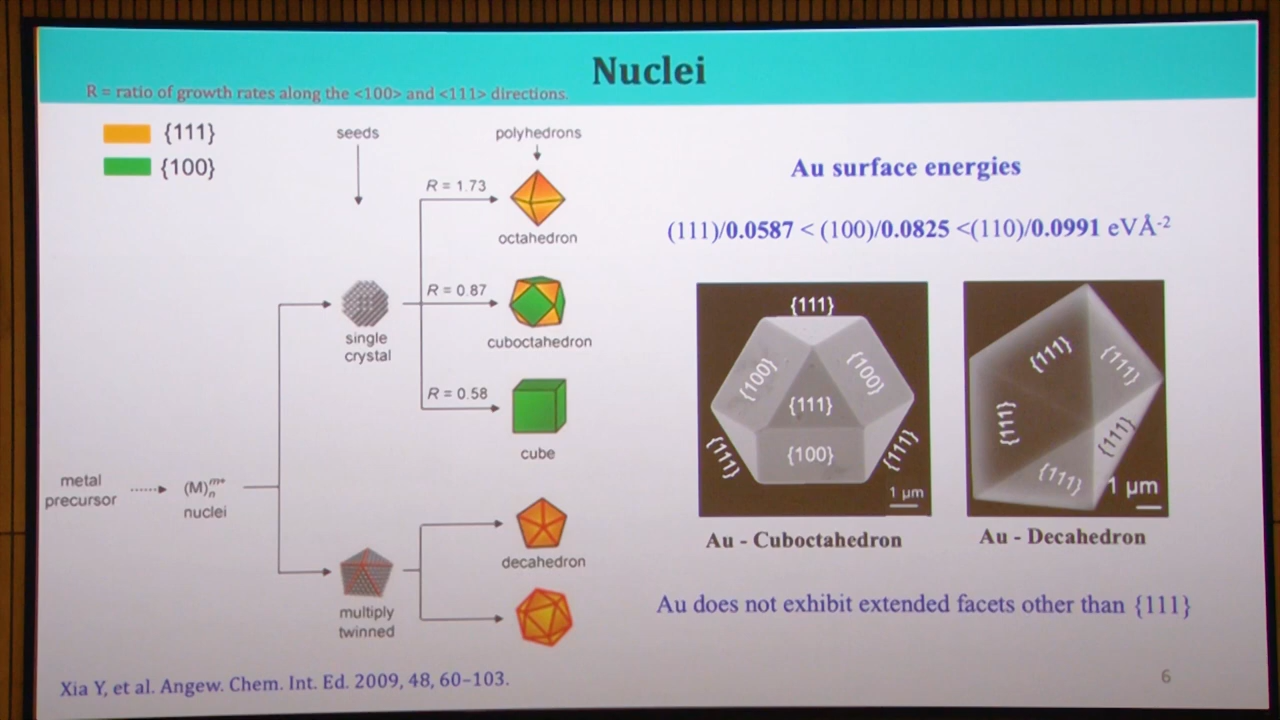 Nuclei
R = ratio of growth rates along the <100> and <111> directions.
{111}
{100}
seeds
polyhedrons
R = 1.73
octahedron
R = 0.87
cuboctahedron
single
crystal
R = 0.58
cube
metal
precursor
(M)ₙᵐ⁺
nuclei
decahedron
multiply
twinned
Au surface energies
(111)/0.0587 < (100)/0.0825 <(110)/0.0991 eVÅ⁻²
{111}
{100}
{100}
{111}
{100}
{111}
{111}
1 μm
Au - Cuboctahedron
{111}
{111}
{111}
{111}
{111}
1 μm
Au - Decahedron
Au does not exhibit extended facets other than {111}
Xia Y, et al. Angew. Chem. Int. Ed. 2009, 48, 60–103.
6